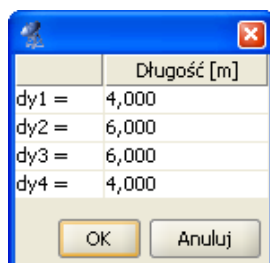 Długość [m]
dy1 = 4,000
dy2 = 6,000
dy3 = 6,000
dy4 = 4,000
OK Anuluj